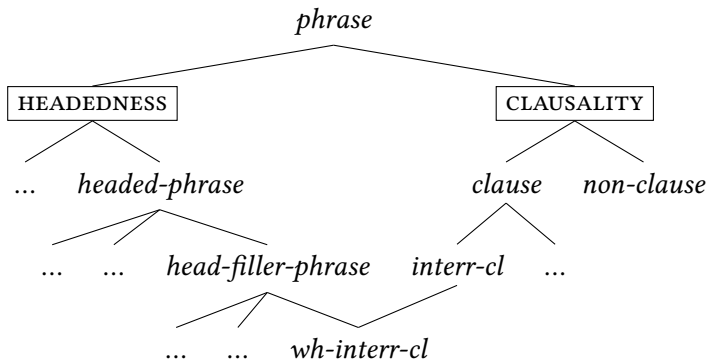 phrase
HEADEDNESS CLAUSALITY
... headed-phrase clause non-clause
... ... head-filler-phrase interr-cl ...
... ... wh-interr-cl